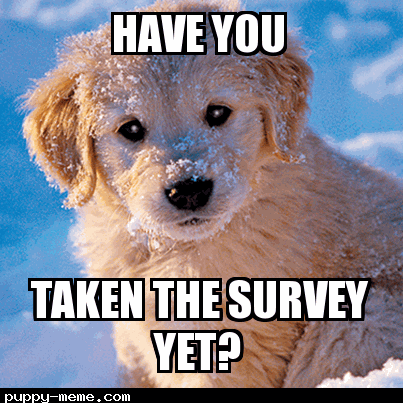 HAVE YOU
TAKEN THE SURVEY
YET?
puppy-meme.com